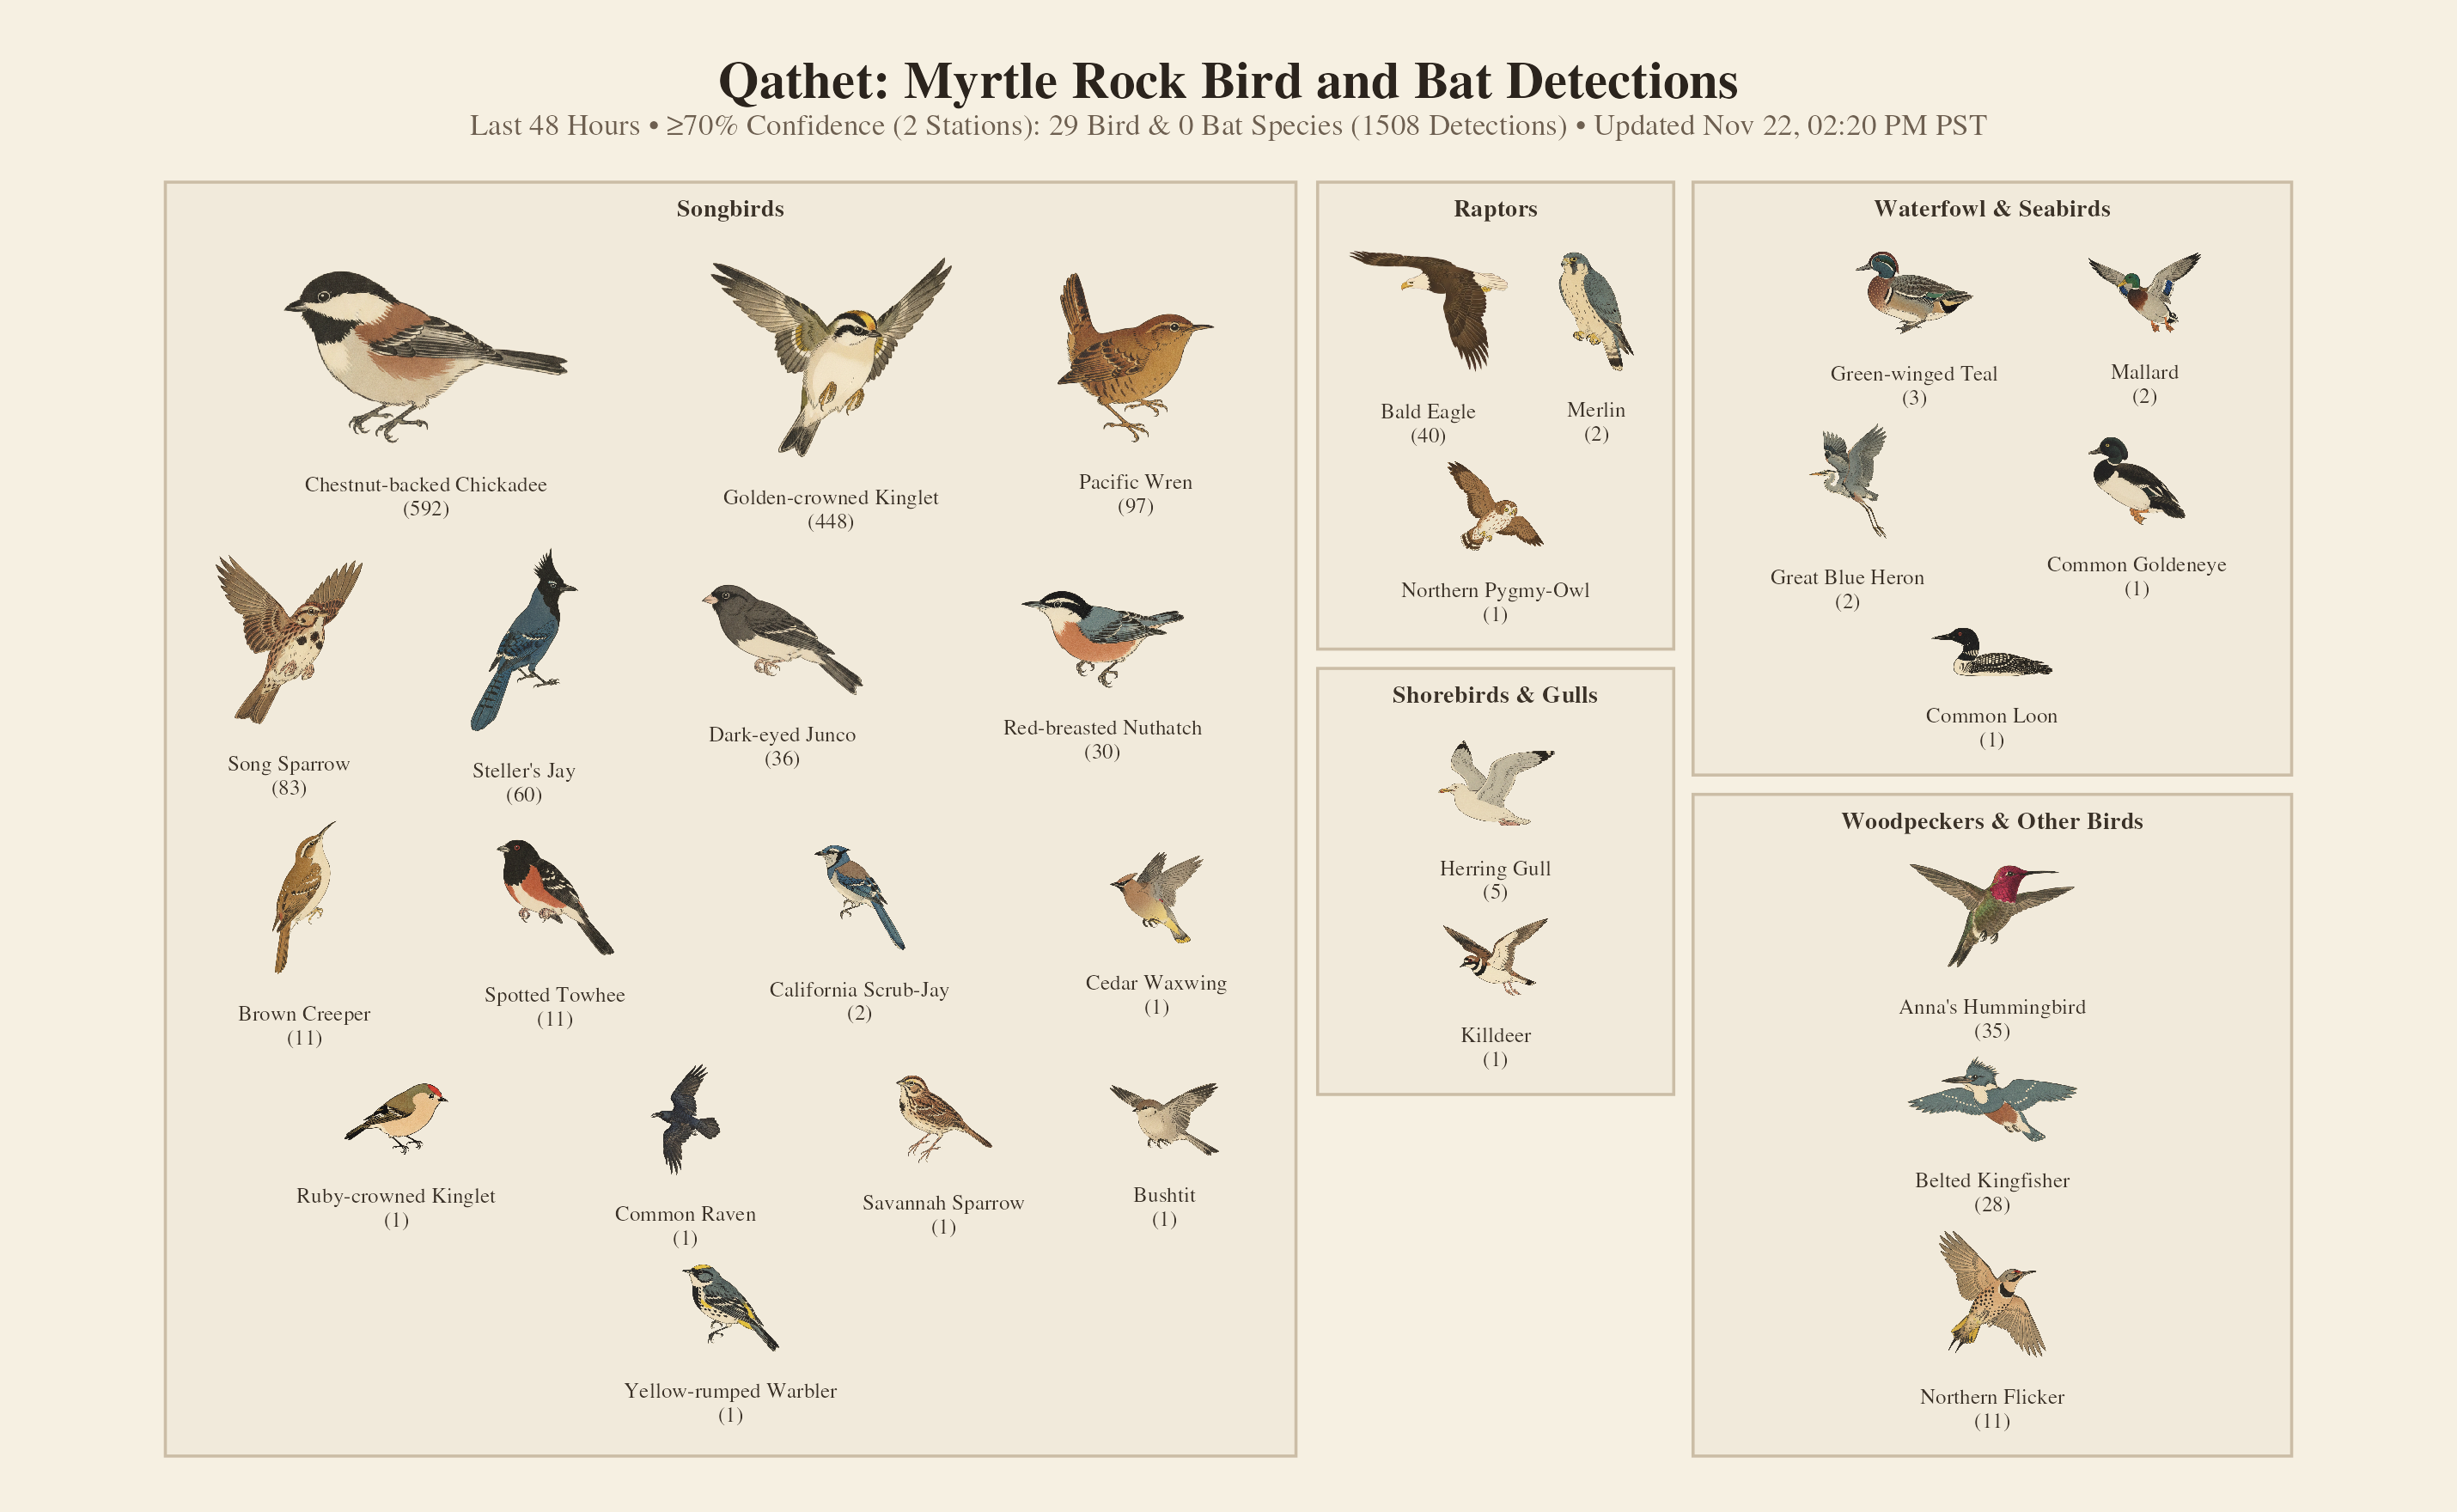 Qathet: Myrtle Rock Bird and Bat Detections
Last 48 Hours • ≥70% Confidence (2 Stations): 29 Bird & 0 Bat Species (1508 Detections) • Updated Nov 22, 02:20 PM PST
Songbirds
Chestnut-backed Chickadee
(592)
Golden-crowned Kinglet
(448)
Pacific Wren
(97)
Song Sparrow
(83)
Steller's Jay
(60)
Dark-eyed Junco
(36)
Red-breasted Nuthatch
(30)
Brown Creeper
(11)
Spotted Towhee
(11)
California Scrub-Jay
(2)
Cedar Waxwing
(1)
Ruby-crowned Kinglet
(1)
Common Raven
(1)
Savannah Sparrow
(1)
Bushtit
(1)
Yellow-rumped Warbler
(1)
Raptors
Bald Eagle
(40)
Merlin
(2)
Northern Pygmy-Owl
(1)
Shorebirds & Gulls
Herring Gull
(5)
Killdeer
(1)
Waterfowl & Seabirds
Green-winged Teal
(3)
Mallard
(2)
Great Blue Heron
(2)
Common Goldeneye
(1)
Common Loon
(1)
Woodpeckers & Other Birds
Anna's Hummingbird
(35)
Belted Kingfisher
(28)
Northern Flicker
(11)